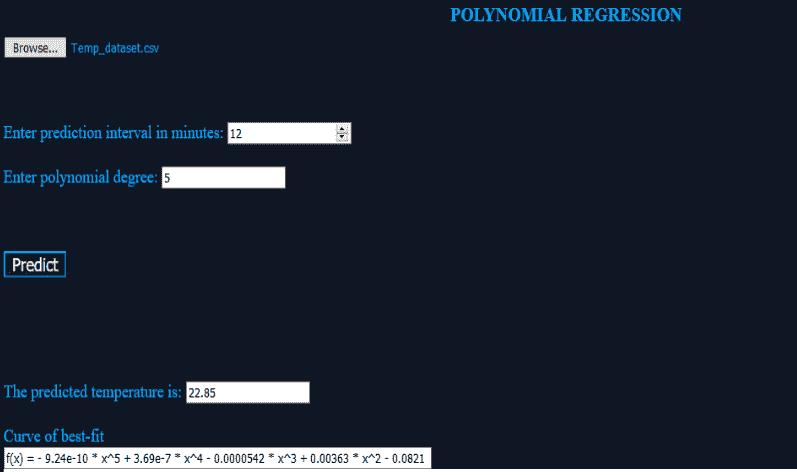 POLYNOMIAL REGRESSION
Browse... Temp_dataset.csv
Enter prediction interval in minutes: 12
Enter polynomial degree: 5
Predict
The predicted temperature is: 22.85
Curve of best-fit
f(x) = - 9.24e-10 * x^5 + 3.69e-7 * x^4 - 0.0000542 * x^3 + 0.00363 * x^2 - 0.0821